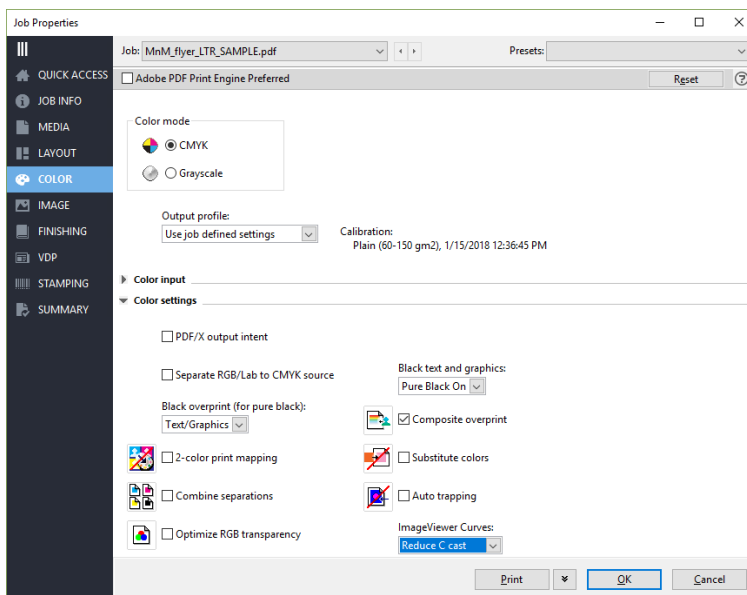 Job Properties
Job: MnM_flyer_LTR_SAMPLE.pdf
Presets:
QUICK ACCESS
JOB INFO
MEDIA
LAYOUT
COLOR
IMAGE
FINISHING
VDP
STAMPING
SUMMARY
Adobe PDF Print Engine Preferred
Reset
?
Color mode
CMYK
Grayscale
Output profile:
Use job defined settings
Calibration:
Plain (60-150 gm2), 1/15/2018 12:36:45 PM
Color input
Color settings
PDF/X output intent
Separate RGB/Lab to CMYK source
Black text and graphics:
Pure Black On
Black overprint (for pure black):
Text/Graphics
Composite overprint
2-color print mapping
Substitute colors
Combine separations
Auto trapping
Optimize RGB transparency
ImageViewer Curves:
Reduce C cast
Print
OK
Cancel